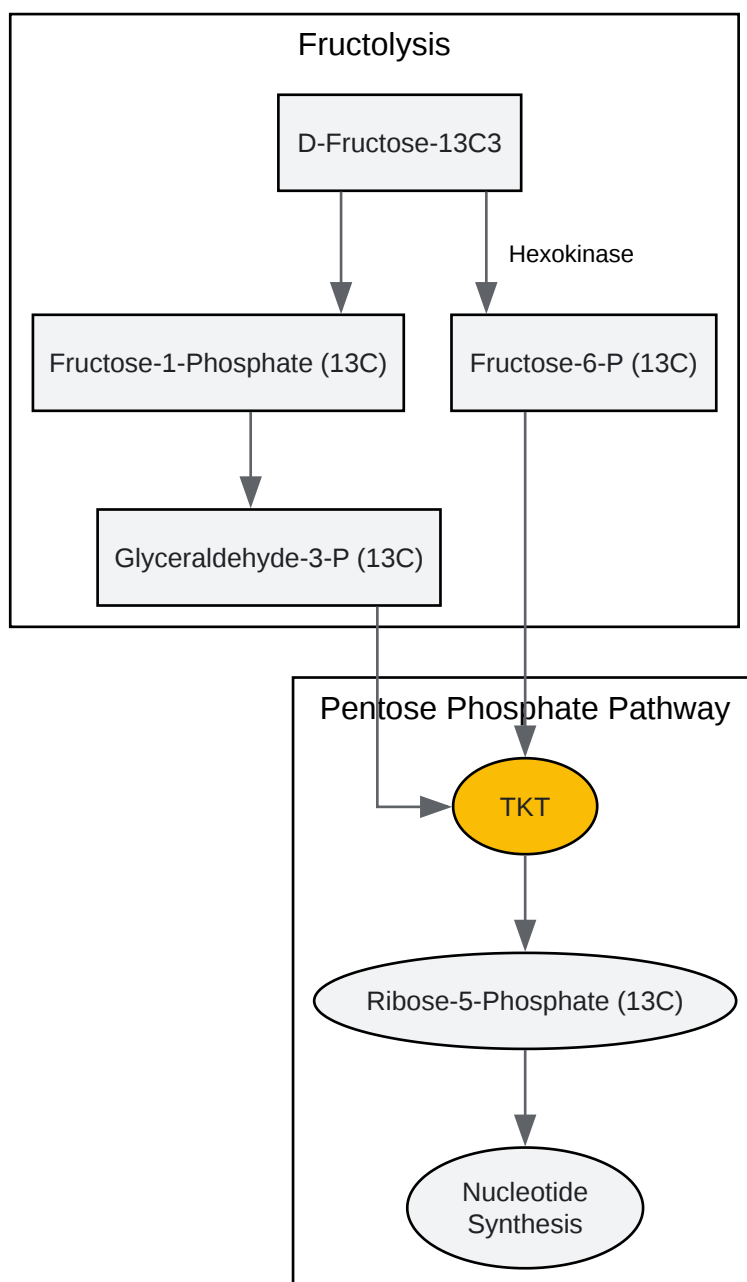 Fructolysis
D-Fructose-13C3
Hexokinase
Fructose-1-Phosphate (13C)
Fructose-6-P (13C)
Glyceraldehyde-3-P (13C)
Pentose Phosphate Pathway
TKT
Ribose-5-Phosphate (13C)
Nucleotide
Synthesis